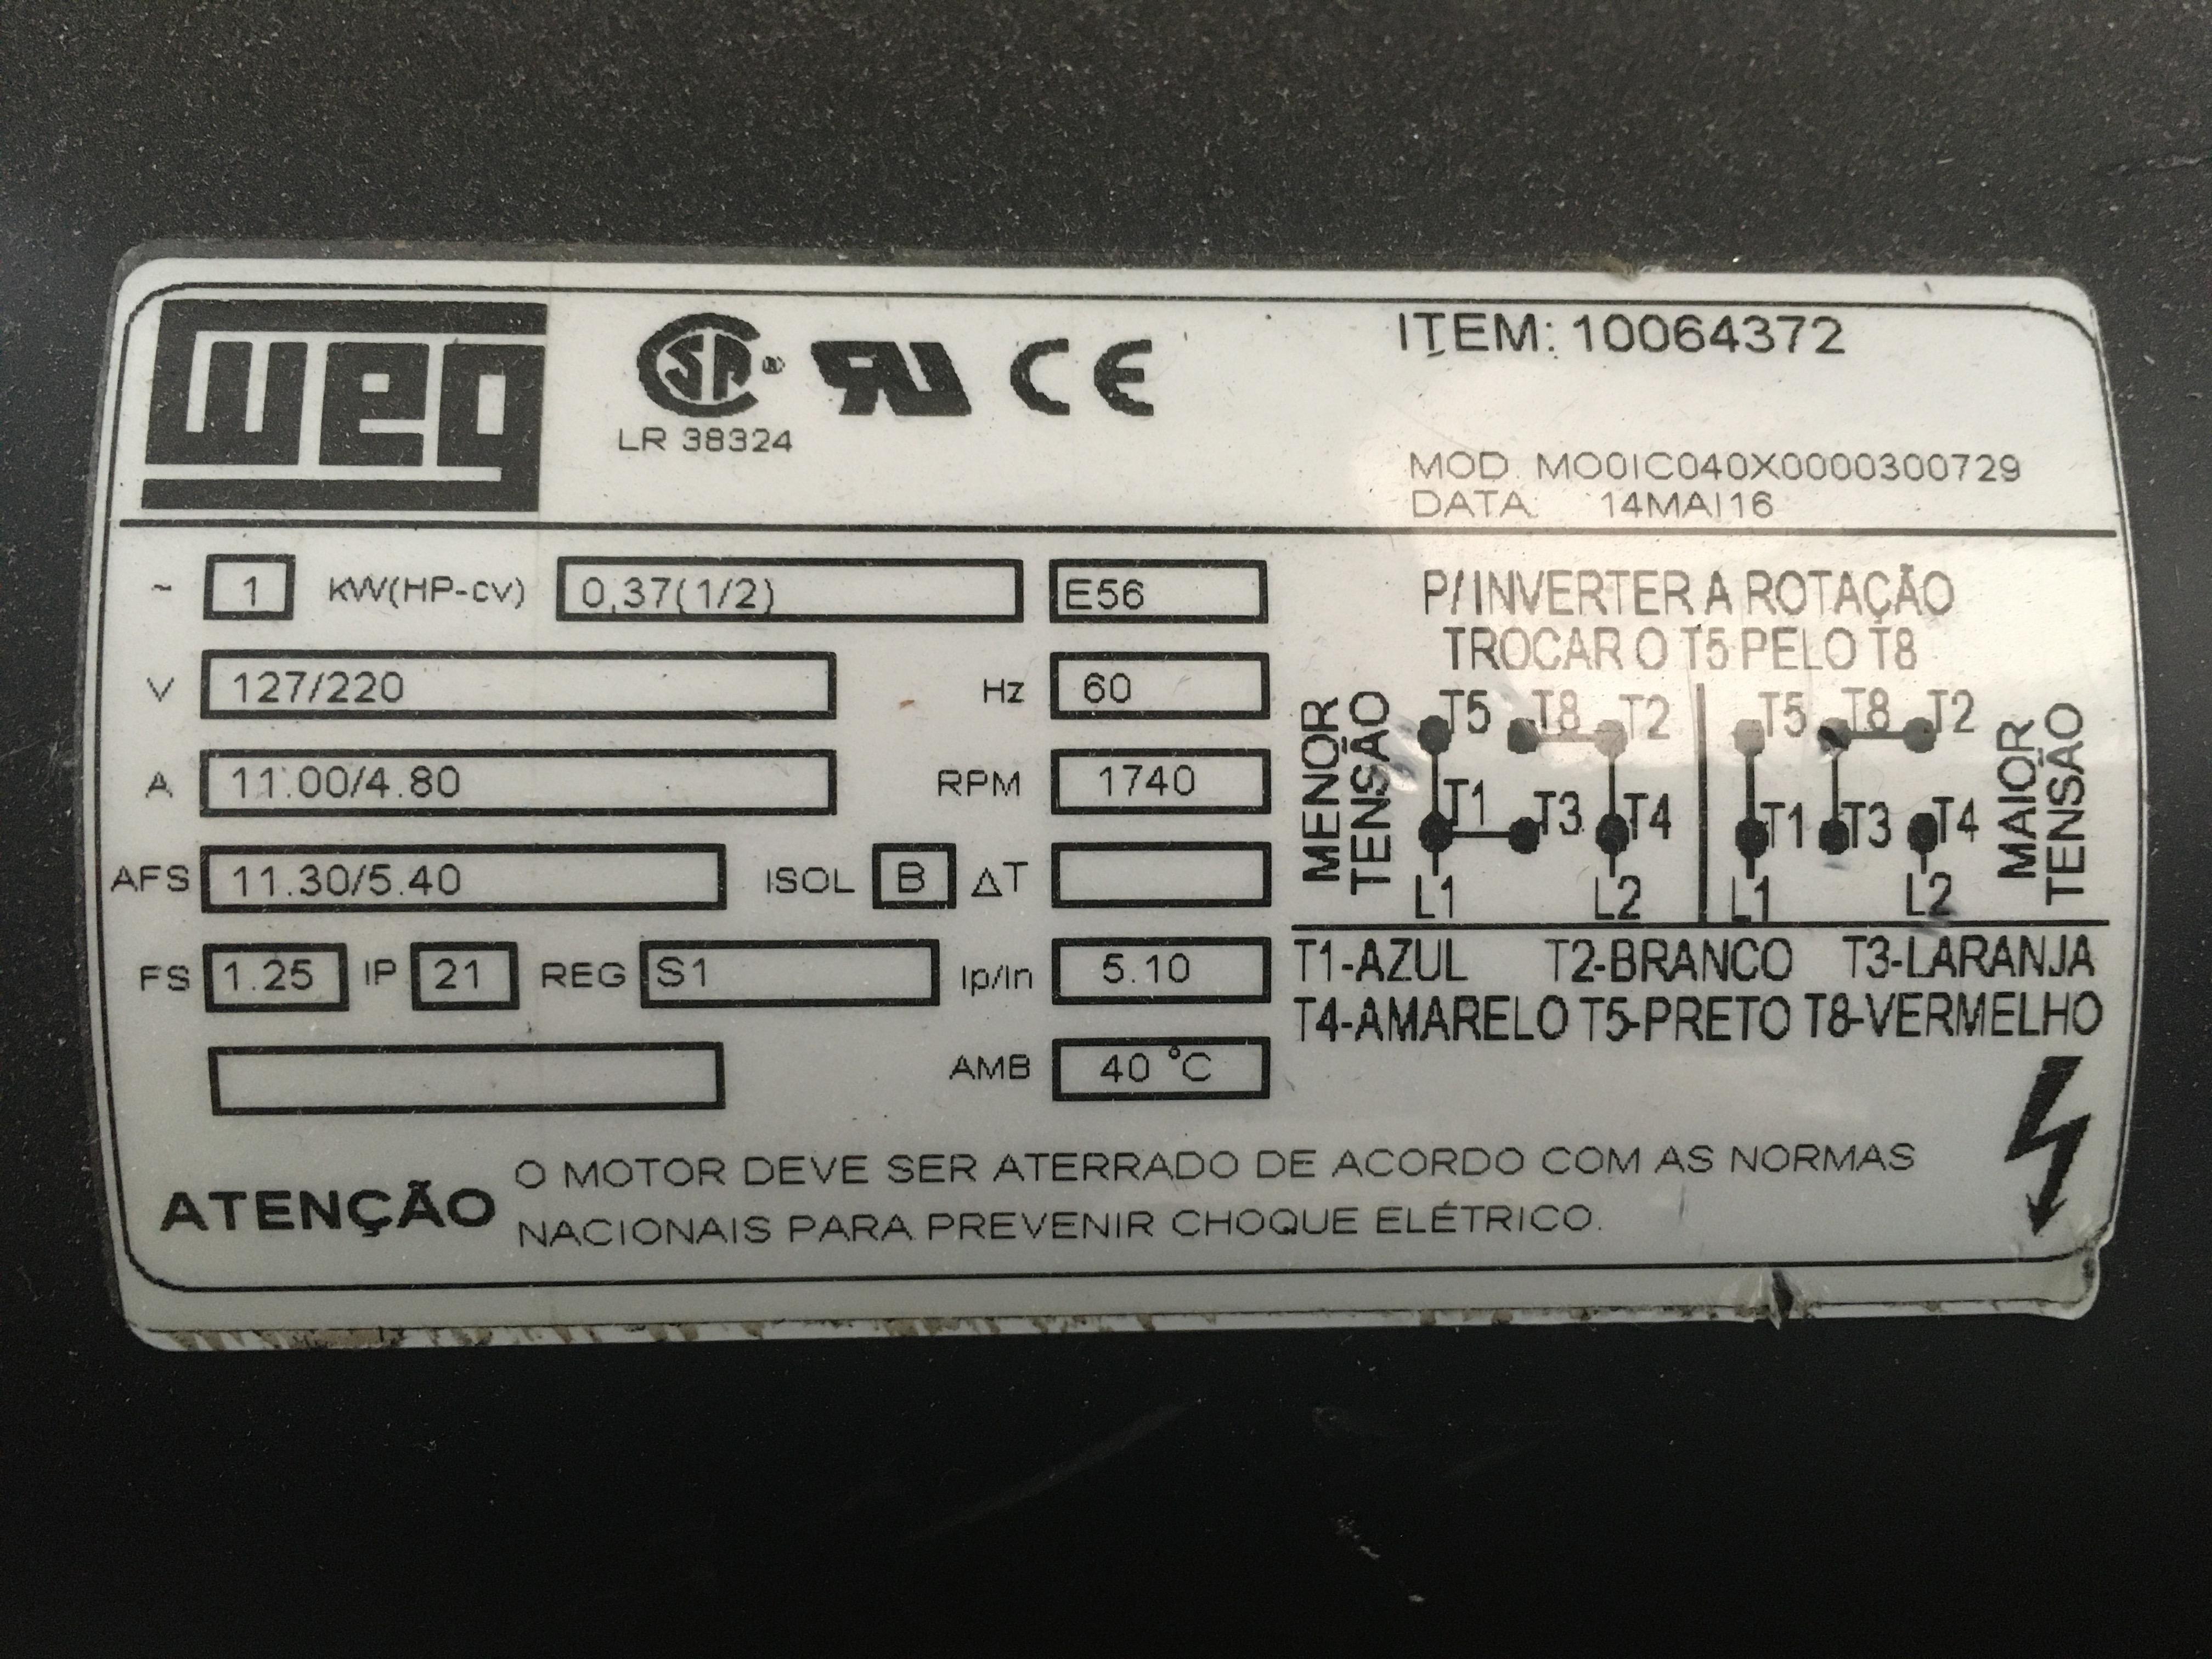 weg
CSA ® RU CE
LR 38324
ITEM: 10064372
MOD. MO0IC040X0000300729
DATA: 14MAI16
~ 1 KW(HP-cv) 0,37(1/2) E56
V 127/220 Hz 60
A 11.00/4.80 RPM 1740
AFS 11.30/5.40 ISOL B ΔT
FS 1.25 IP 21 REG S1 Ip/In 5.10
AMB 40 °C
P/ INVERTER A ROTAÇÃO
TROCAR O T5 PELO T8
MENOR
TENSÃO
T5 T8 T2
T1 T3 T4
L1 L2
T5 T8 T2
T1 T3 T4
L1 L2
MAIOR
TENSÃO
T1-AZUL T2-BRANCO T3-LARANJA
T4-AMARELO T5-PRETO T8-VERMELHO
ATENÇÃO
O MOTOR DEVE SER ATERRADO DE ACORDO COM AS NORMAS
NACIONAIS PARA PREVENIR CHOQUE ELÉTRICO.